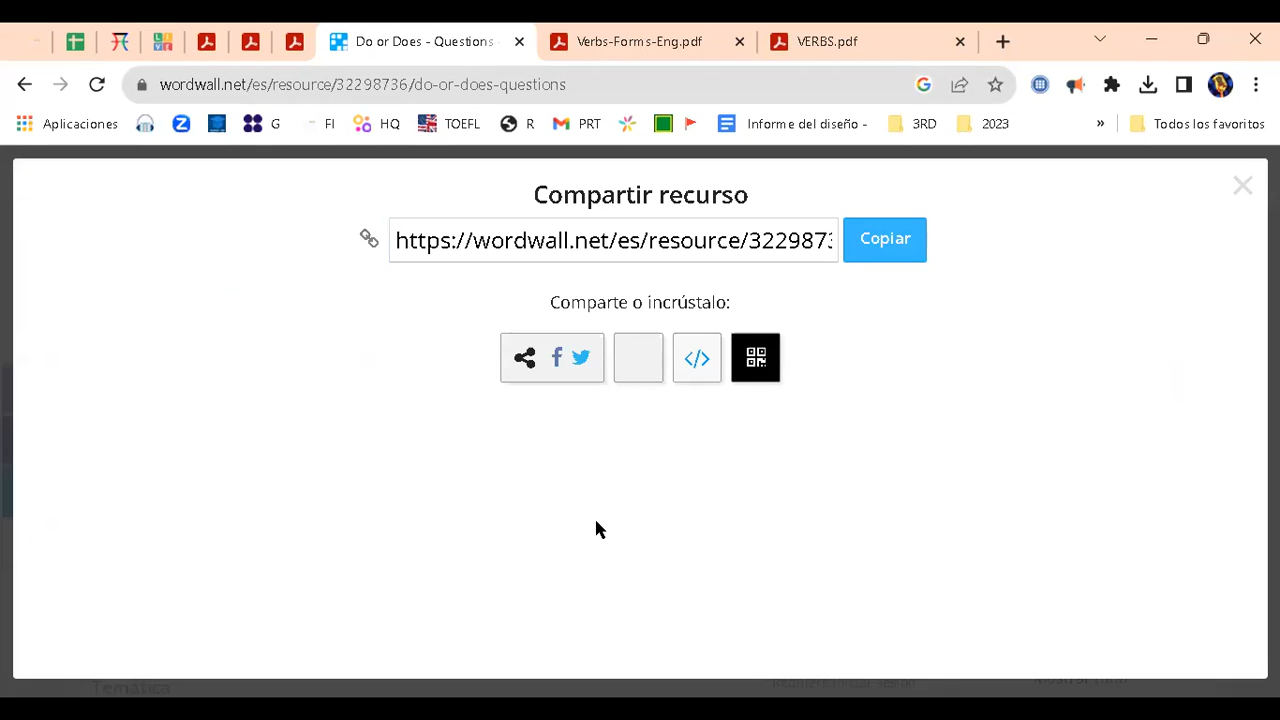 Do or Does - Questions
Verbs-Forms-Eng.pdf
VERBS.pdf
wordwall.net/es/resource/32298736/do-or-does-questions
Aplicaciones
G
FI
HQ
TOEFL
R
PRT
Informe del diseño -
3RD
2023
»
Todos los favoritos
Compartir recurso
https://wordwall.net/es/resource/3229873
Copiar
Comparte o incrústalo:
Temática